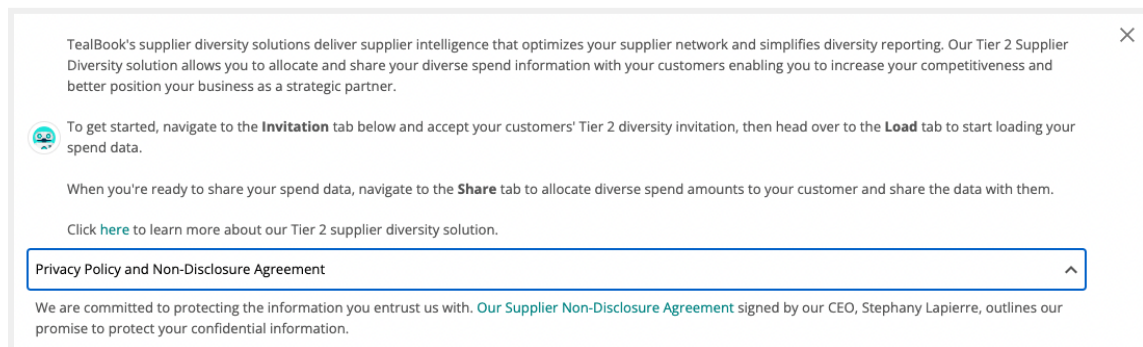 TealBook's supplier diversity solutions deliver supplier intelligence that optimizes your supplier network and simplifies diversity reporting. Our Tier 2 Supplier
Diversity solution allows you to allocate and share your diverse spend information with your customers enabling you to increase your competitiveness and
better position your business as a strategic partner.
To get started, navigate to the Invitation tab below and accept your customers' Tier 2 diversity invitation, then head over to the Load tab to start loading your
spend data.
When you're ready to share your spend data, navigate to the Share tab to allocate diverse spend amounts to your customer and share the data with them.
Click here to learn more about our Tier 2 supplier diversity solution.
Privacy Policy and Non-Disclosure Agreement
We are committed to protecting the information you entrust us with. Our Supplier Non-Disclosure Agreement signed by our CEO, Stephany Lapierre, outlines our
promise to protect your confidential information.